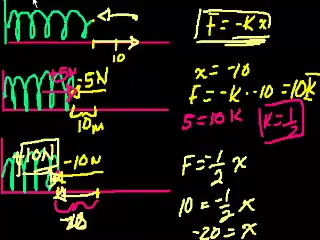 F = -Kx
10
x = -10
F = -K · -10 = 10K
+5N
-5N
10m
5 = 10K
K = 1/2
+10N
-10N
F = -1/2 x
10 = -1/2 x
-20 = x